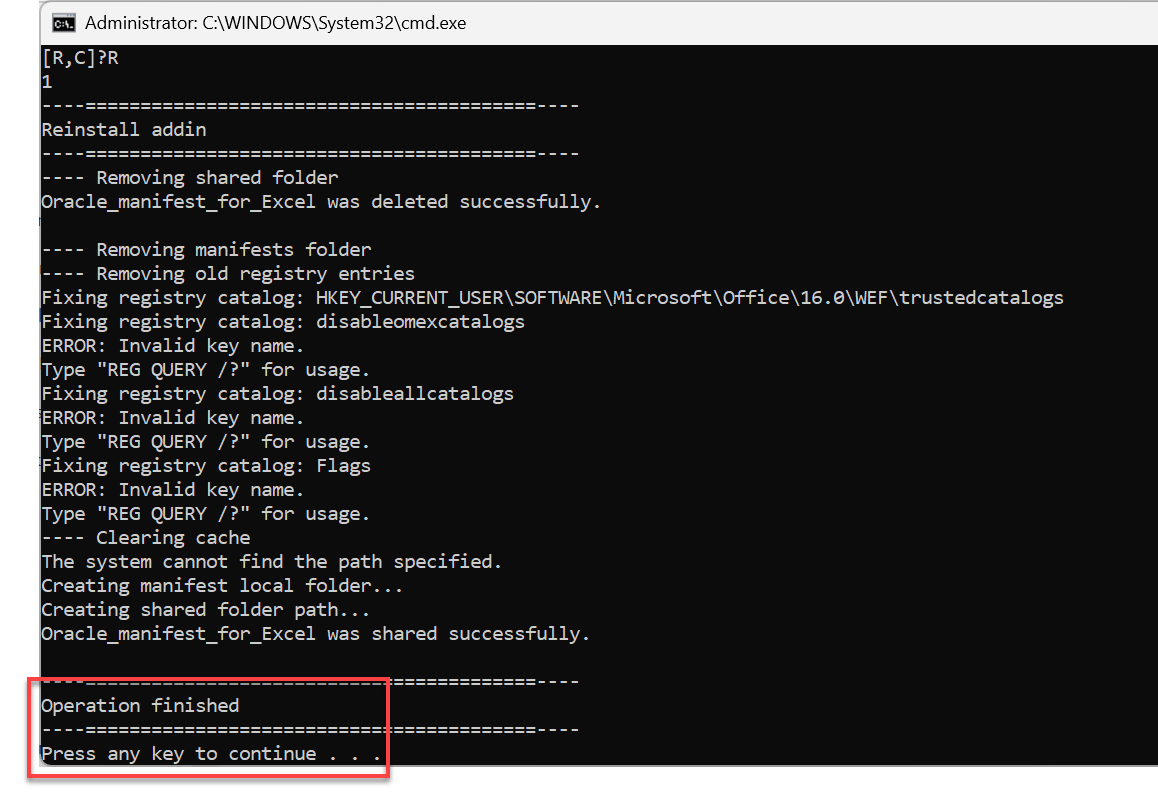 Administrator: C:\WINDOWS\System32\cmd.exe
[R,C]?R
1
----=========================================----
Reinstall addin
----=========================================----
---- Removing shared folder
Oracle_manifest_for_Excel was deleted successfully.
---- Removing manifests folder
---- Removing old registry entries
Fixing registry catalog: HKEY_CURRENT_USER\SOFTWARE\Microsoft\Office\16.0\WEF\trustedcatalogs
Fixing registry catalog: disableomexcatalogs
ERROR: Invalid key name.
Type "REG QUERY /?" for usage.
Fixing registry catalog: disableallcatalogs
ERROR: Invalid key name.
Type "REG QUERY /?" for usage.
Fixing registry catalog: Flags
ERROR: Invalid key name.
Type "REG QUERY /?" for usage.
---- Clearing cache
The system cannot find the path specified.
Creating manifest local folder...
Creating shared folder path...
Oracle_manifest_for_Excel was shared successfully.
----=========================================----
Operation finished
----=========================================----
Press any key to continue . . .